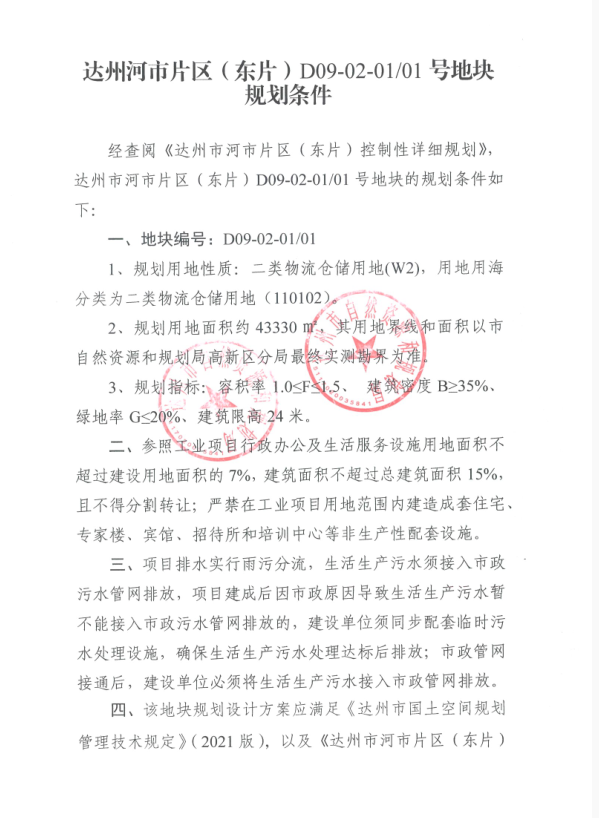 达州河市片区（东片）D09-02-01/01 号地块
规划条件
经查阅《达州市河市片区（东片）控制性详细规划》，
达州市河市片区（东片）D09-02-01/01 号地块的规划条件如
下：
一、地块编号：D09-02-01/01
1、规划用地性质：二类物流仓储用地(W2)，用地用海
分类为二类物流仓储用地（110102）。
2、规划用地面积约 43330 ㎡，其用地界线和面积以市
自然资源和规划局高新区分局最终实测勘界为准。
3、规划指标：容积率 1.0≤F≤1.5、 建筑密度 B≥35%、
绿地率 G≤20%、建筑限高 24 米。
二、参照工业项目行政办公及生活服务设施用地面积不
超过建设用地面积的 7%，建筑面积不超过总建筑面积 15%，
且不得分割转让；严禁在工业项目用地范围内建造成套住宅、
专家楼、宾馆、招待所和培训中心等非生产性配套设施。
三、项目排水实行雨污分流，生活生产污水须接入市政
污水管网排放，项目建成后因市政原因导致生活生产污水暂
不能接入市政污水管网排放的，建设单位须同步配套临时污
水处理设施，确保生活生产污水处理达标后排放；市政管网
接通后，建设单位必须将生活生产污水接入市政管网排放。
四、该地块规划设计方案应满足《达州市国土空间规划
管理技术规定》（2021 版），以及《达州市河市片区（东片）